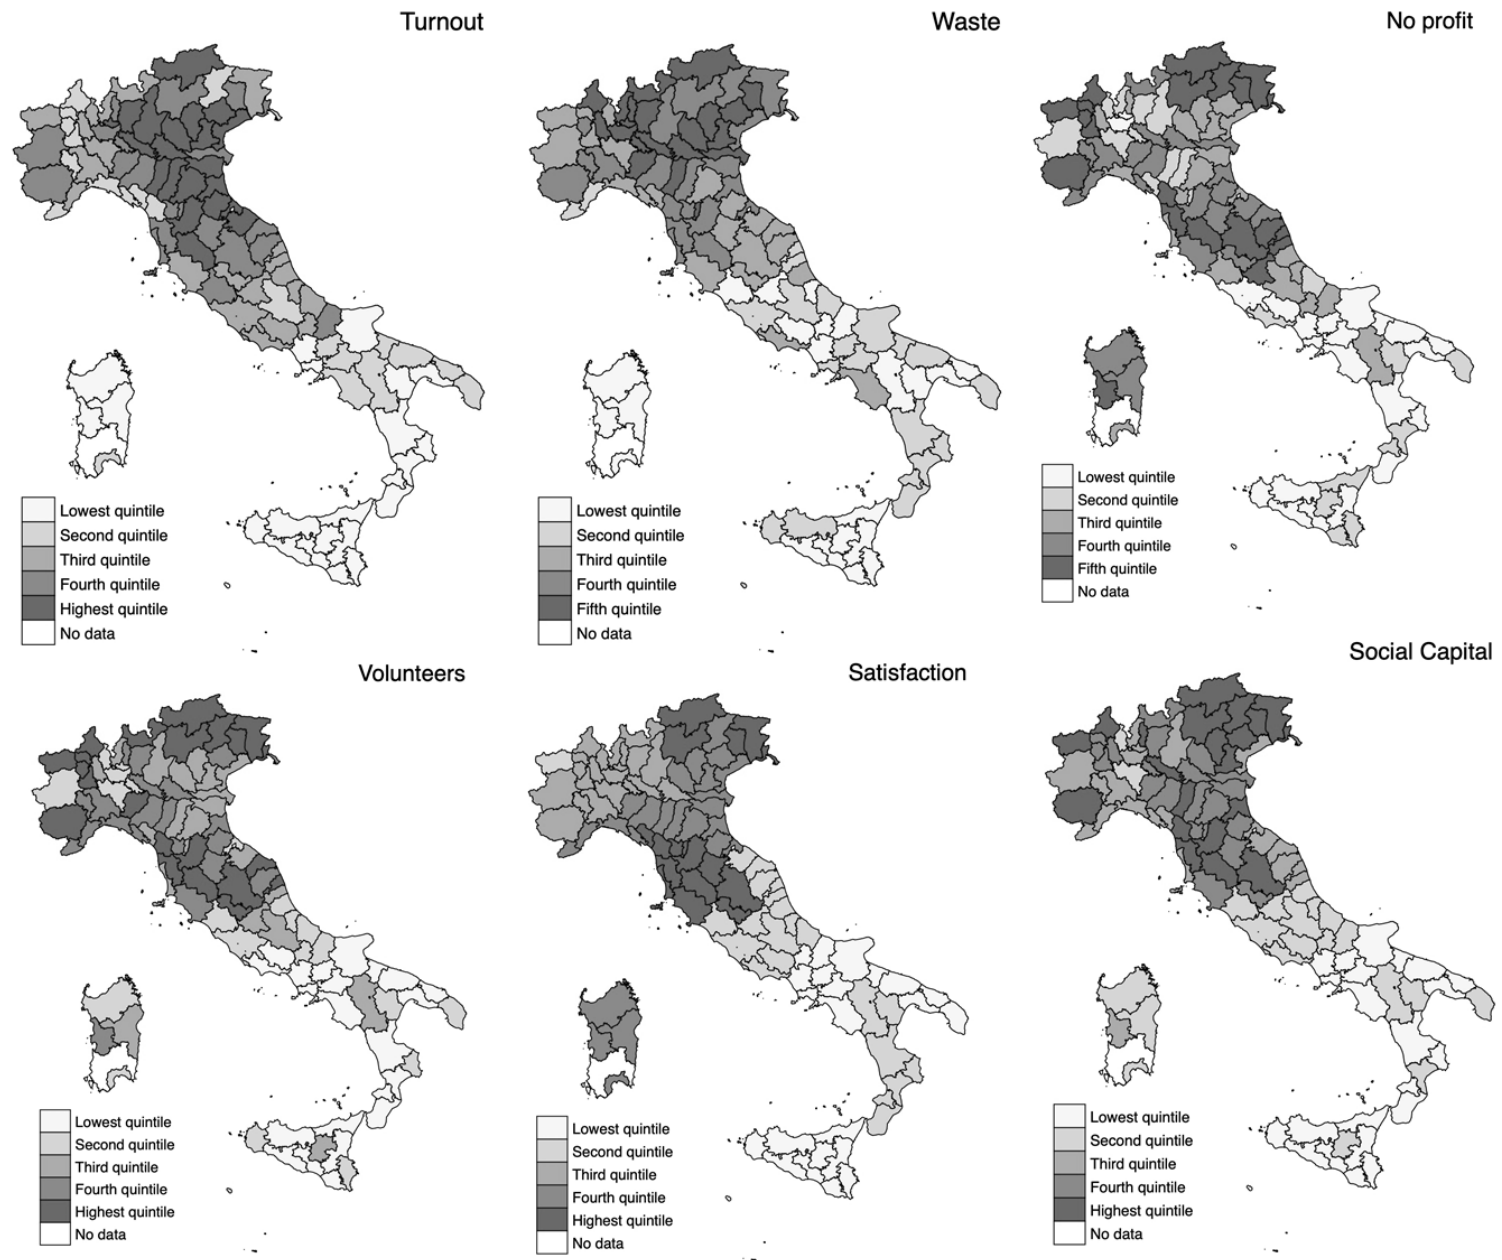 Turnout
Lowest quintile
Second quintile
Third quintile
Fourth quintile
Highest quintile
No data
Waste
Lowest quintile
Second quintile
Third quintile
Fourth quintile
Fifth quintile
No data
No profit
Lowest quintile
Second quintile
Third quintile
Fourth quintile
Fifth quintile
No data
Volunteers
Lowest quintile
Second quintile
Third quintile
Fourth quintile
Highest quintile
No data
Satisfaction
Lowest quintile
Second quintile
Third quintile
Fourth quintile
Highest quintile
No data
Social Capital
Lowest quintile
Second quintile
Third quintile
Fourth quintile
Highest quintile
No data